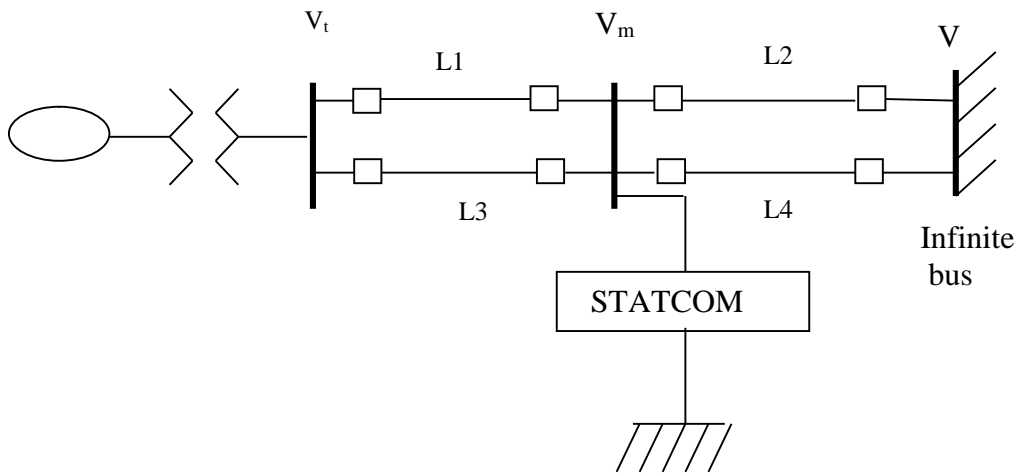 Vt
Vm
V
L1
L2
L3
L4
Infinite
bus
STATCOM